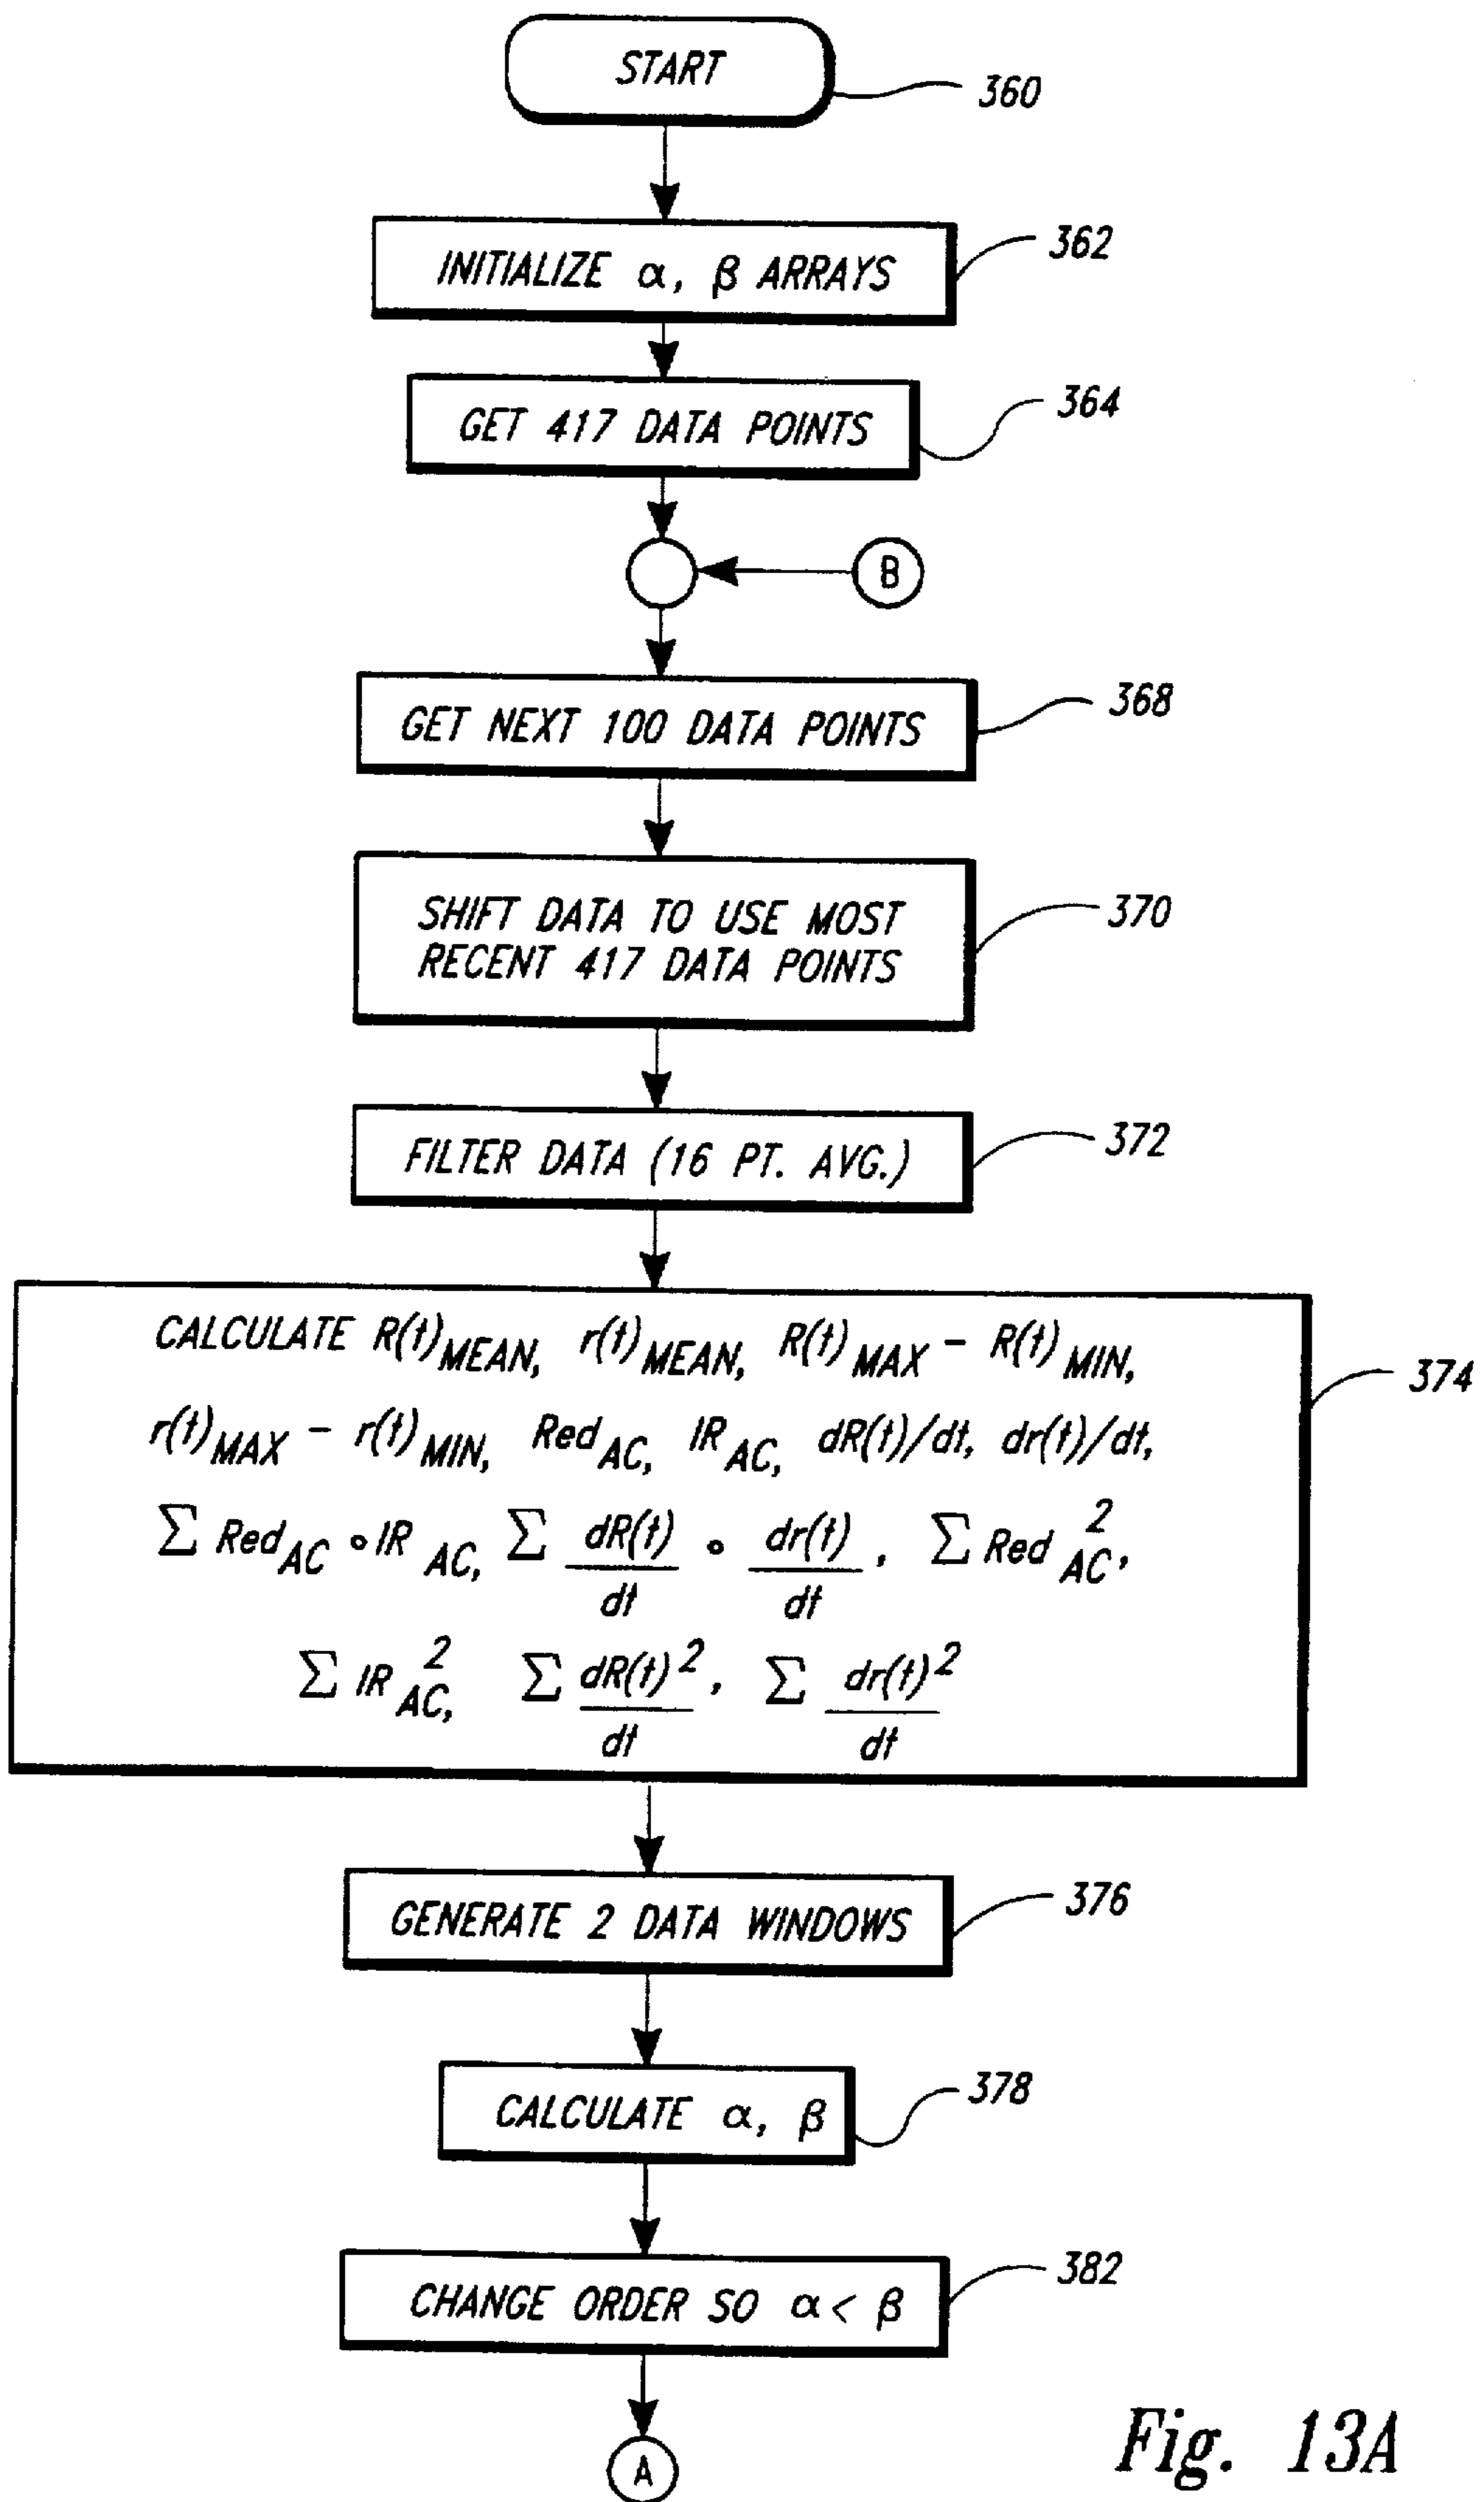 START
360
INITIALIZE α, β ARRAYS
362
GET 417 DATA POINTS
364
B
GET NEXT 100 DATA POINTS
368
SHIFT DATA TO USE MOST
RECENT 417 DATA POINTS
370
FILTER DATA (16 PT. AVG.)
372
CALCULATE R(t)MEAN, r(t)MEAN, R(t)MAX - R(t)MIN,
374
r(t)MAX - r(t)MIN, RedAC, IRAC, dR(t)/dt, dr(t)/dt,
Σ RedAC ∘ IR AC, Σ dR(t)/dt ∘ dr(t)/dt, Σ Red²AC,
Σ IR²AC, Σ dR(t)²/dt, Σ dr(t)²/dt
GENERATE 2 DATA WINDOWS
376
CALCULATE α, β
378
CHANGE ORDER SO α < β
382
A
Fig. 13A